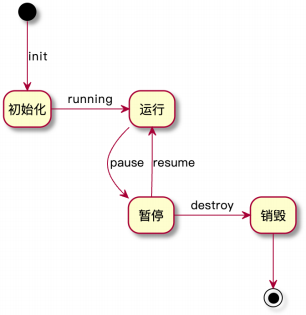 init
初始化
running
运行
pause
resume
暂停
destroy
销毁